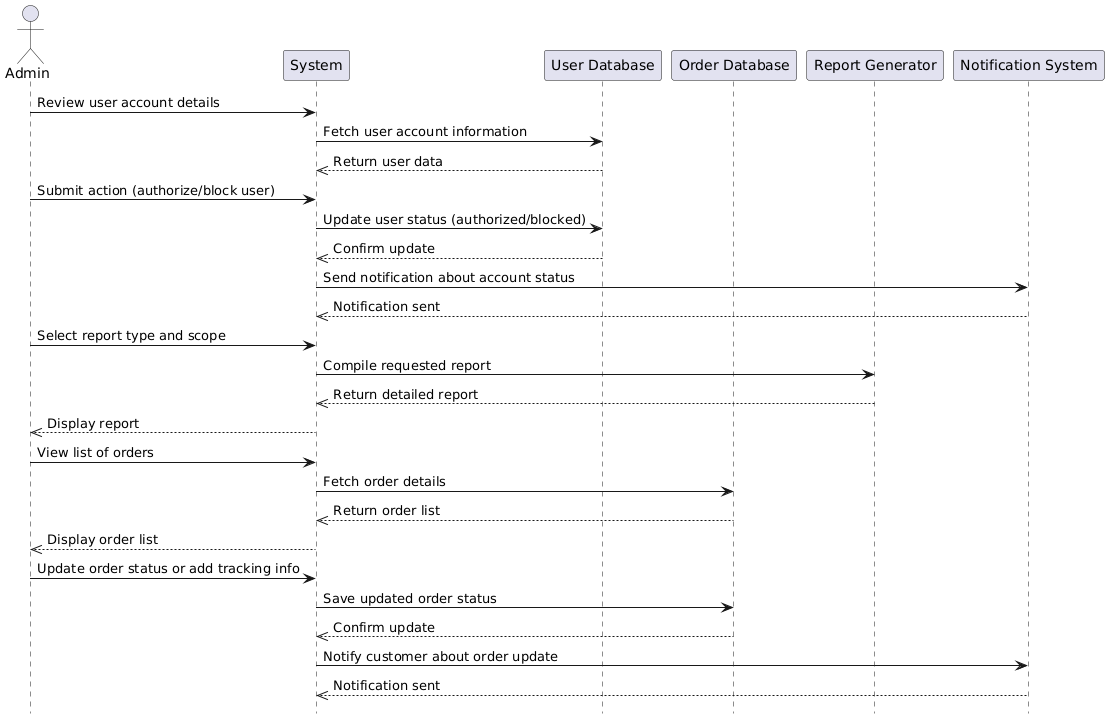 Admin
System
User Database
Order Database
Report Generator
Notification System
Review user account details
Fetch user account information
Return user data
Submit action (authorize/block user)
Update user status (authorized/blocked)
Confirm update
Send notification about account status
Notification sent
Select report type and scope
Compile requested report
Return detailed report
Display report
View list of orders
Fetch order details
Return order list
Display order list
Update order status or add tracking info
Save updated order status
Confirm update
Notify customer about order update
Notification sent